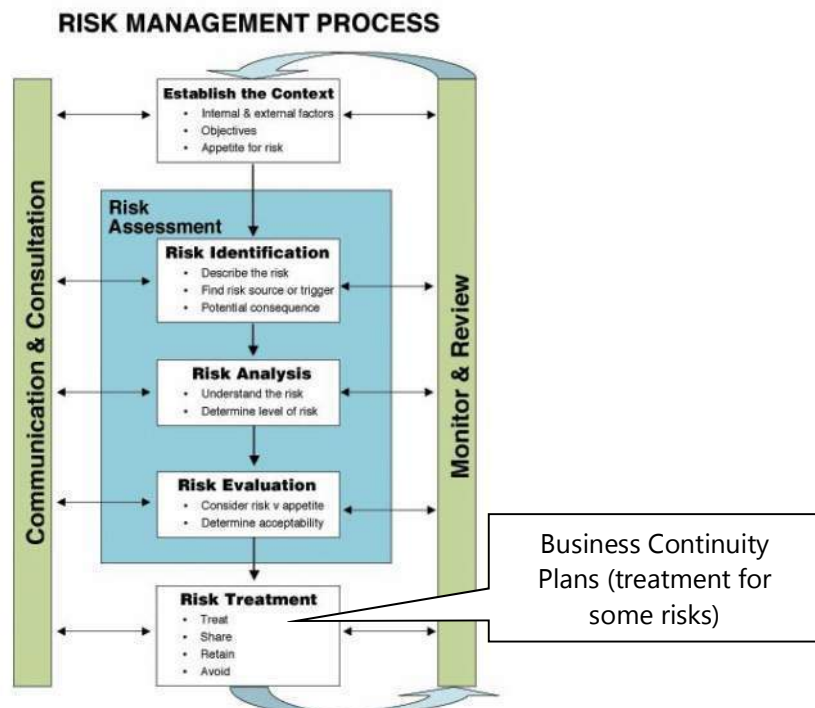 RISK MANAGEMENT PROCESS
Communication & Consultation
Establish the Context
• Internal & external factors
• Objectives
• Appetite for risk
Risk
Assessment
Risk Identification
• Describe the risk
• Find risk source or trigger
• Potential consequence
Risk Analysis
• Understand the risk
• Determine level of risk
Risk Evaluation
• Consider risk v appetite
• Determine acceptability
Risk Treatment
• Treat
• Share
• Retain
• Avoid
Monitor & Review
Business Continuity
Plans (treatment for
some risks)